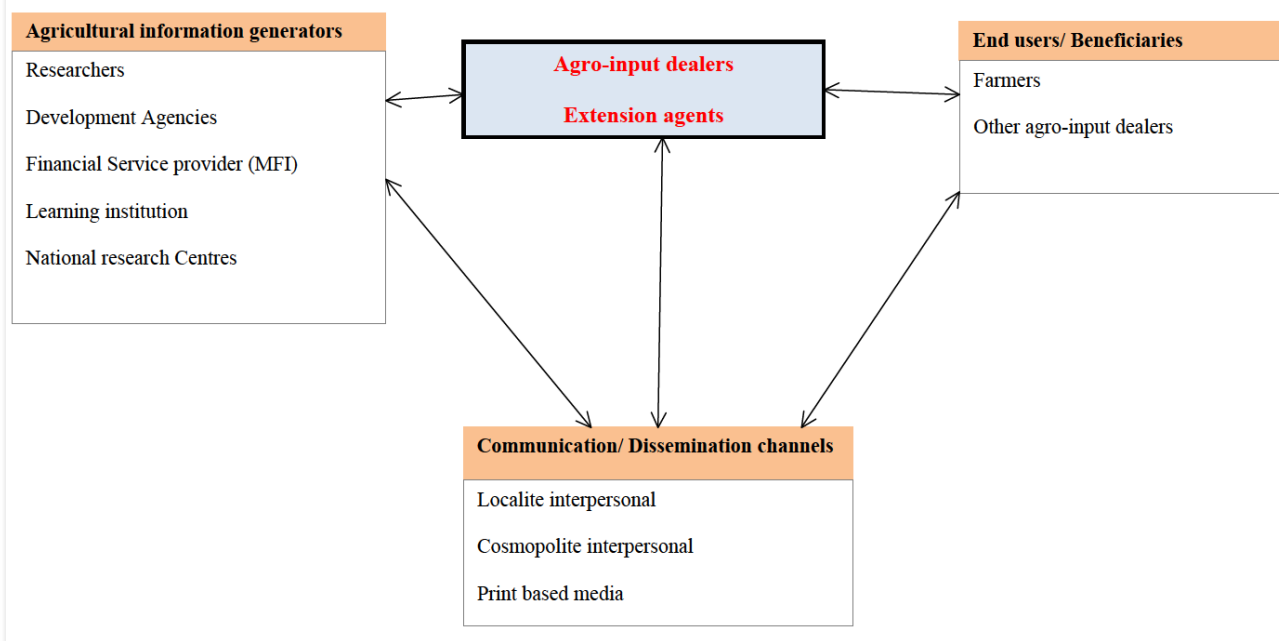 Agricultural information generators
Researchers
Development Agencies
Financial Service provider (MFI)
Learning institution
National research Centres
Agro-input dealers
Extension agents
End users/ Beneficiaries
Farmers
Other agro-input dealers
Communication/ Dissemination channels
Localite interpersonal
Cosmopolite interpersonal
Print based media